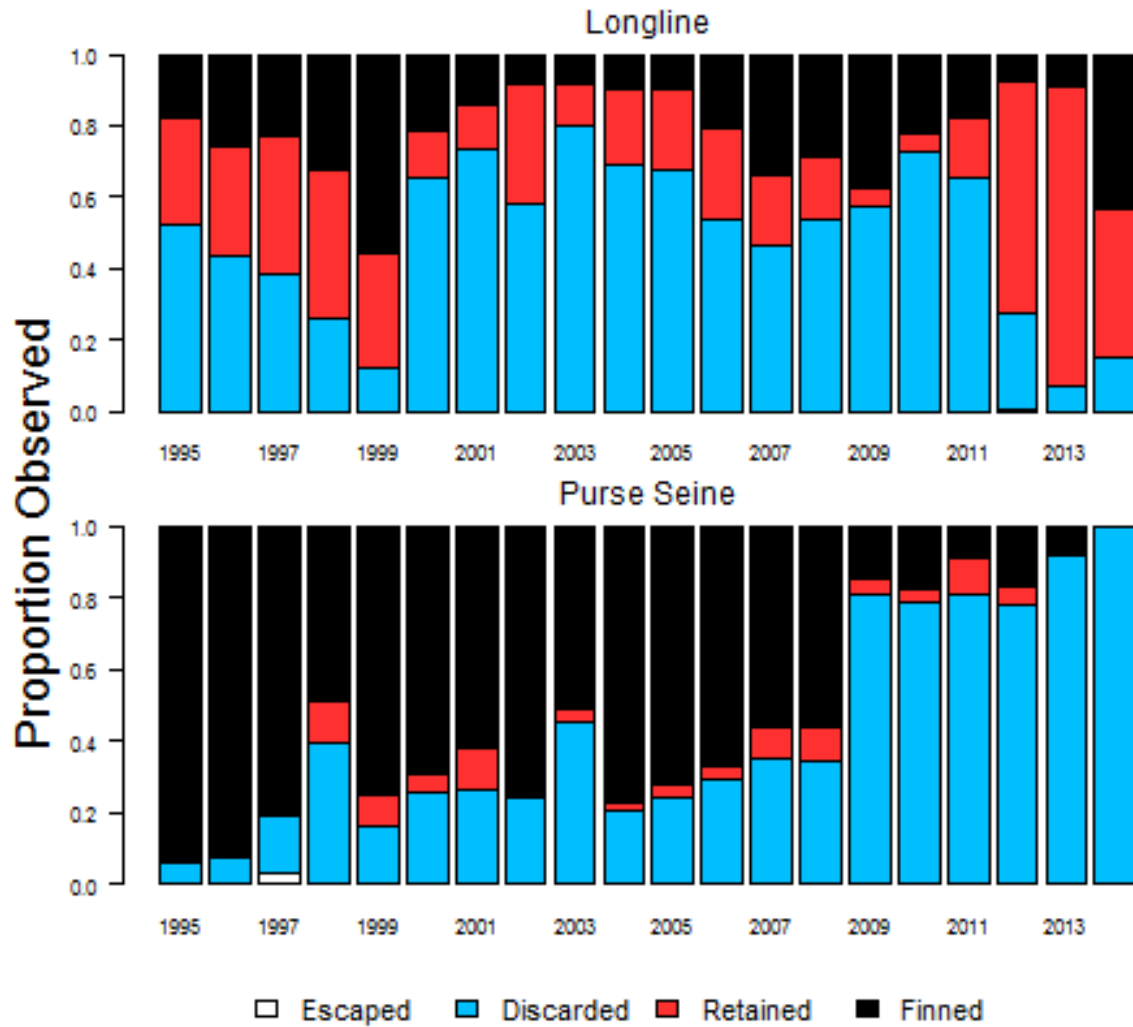 Longline
1.0
0.8
0.6
0.4
0.2
0.0
1995 1997 1999 2001 2003 2005 2007 2009 2011 2013
Proportion Observed
Purse Seine
1.0
0.8
0.6
0.4
0.2
0.0
1995 1997 1999 2001 2003 2005 2007 2009 2011 2013
Escaped Discarded Retained Finned